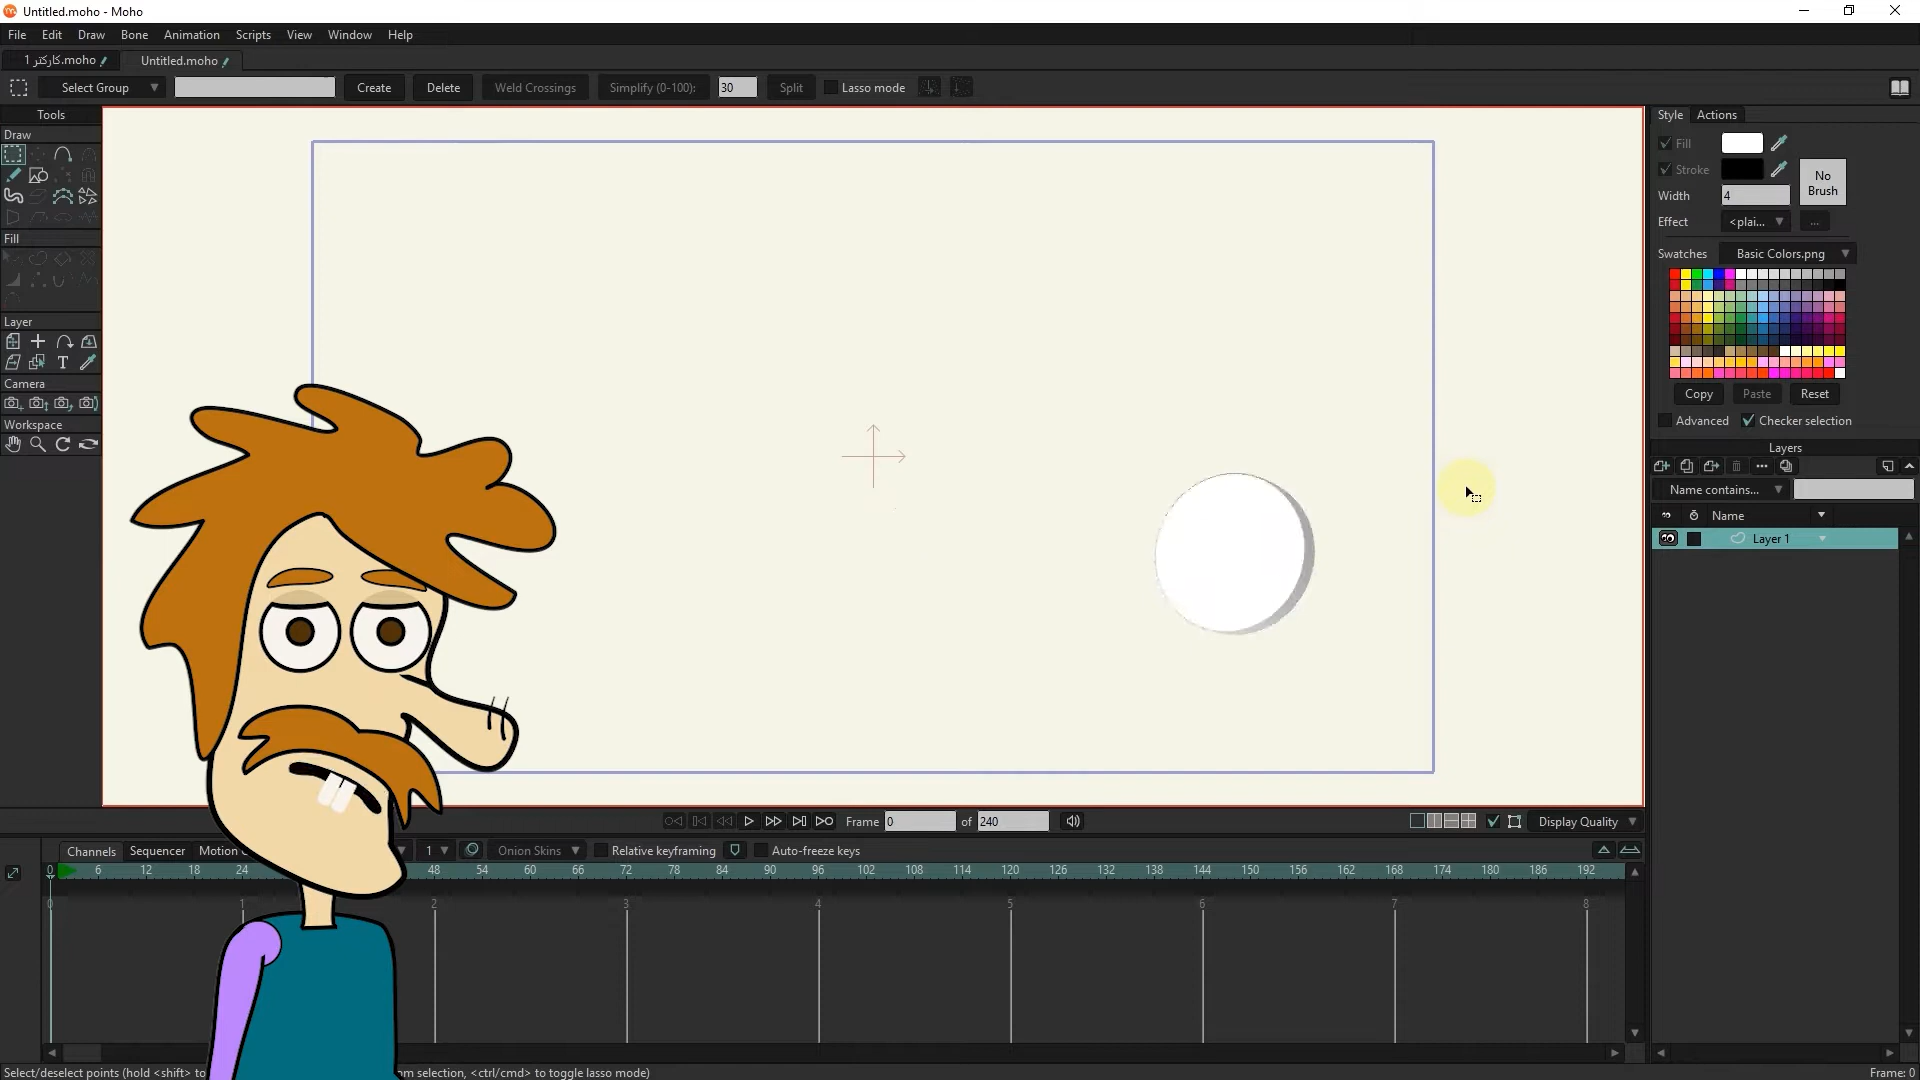 Untitled.moho - Moho
File Edit Draw Bone Animation Scripts View Window Help
کارکتر 1.moho Untitled.moho
Select Group Create Delete Weld Crossings Simplify (0-100): 30 Split Lasso mode
Tools
Draw
Fill
Layer
T
Camera
Workspace
Style Actions
Fill
Stroke
No
Brush
Width 4
Effect <plai... ...
Swatches Basic Colors.png
Copy Paste Reset
Advanced Checker selection
Layers
Name contains...
Name
Layer 1
Frame 0 of 240 Display Quality
Channels Sequencer Motion 1 Onion Skins Relative keyframing Auto-freeze keys
0 6 12 18 24 48 54 60 66 72 78 84 90 96 102 108 114 120 126 132 138 144 150 156 162 168 174 180 186 192
0 1 2 3 4 5 6 7 8
Select/deselect points (hold <shift> to selection, <ctrl/cmd> to toggle lasso mode) Frame: 0